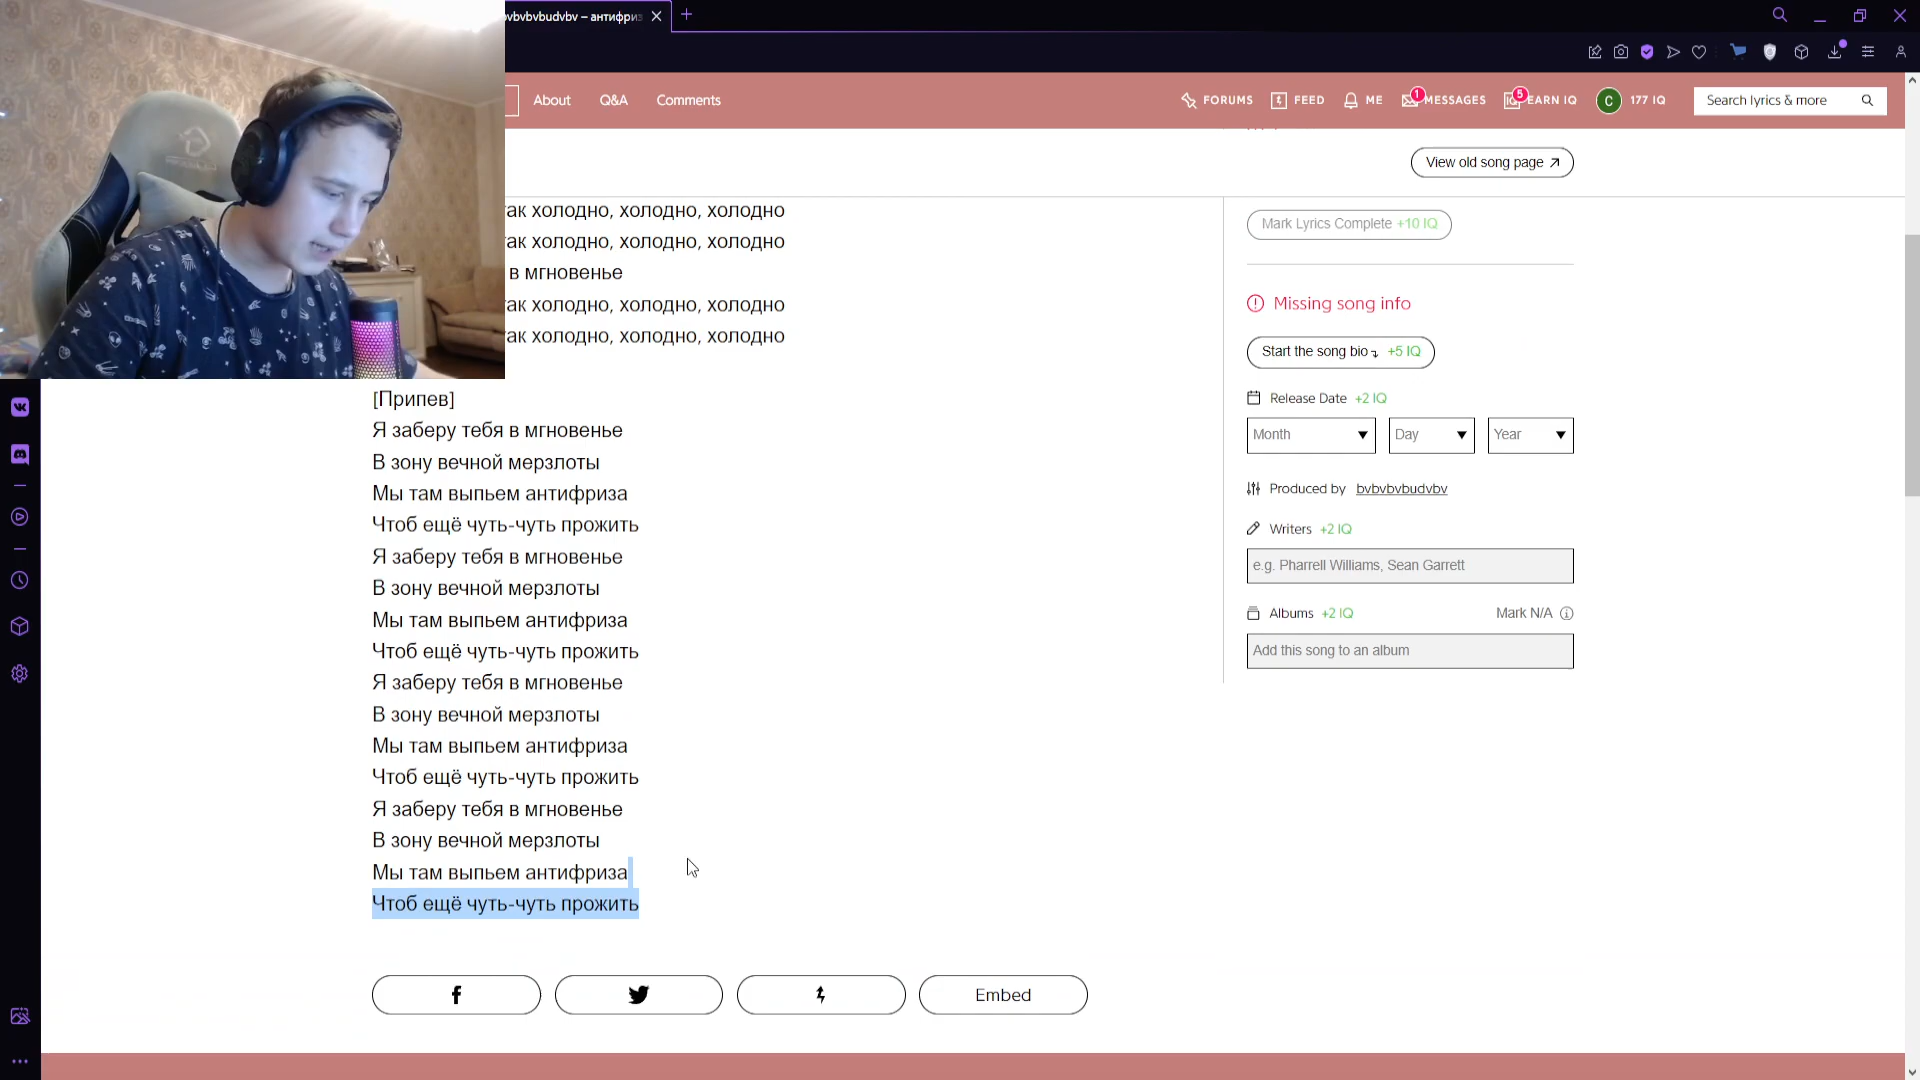 vbvbvbudvbv – антифриз
About
Q&A
Comments
FORUMS
FEED
ME
1
MESSAGES
5
EARN IQ
C
177 IQ
Search lyrics & more
View old song page
так холодно, холодно, холодно
так холодно, холодно, холодно
в мгновенье
так холодно, холодно, холодно
так холодно, холодно, холодно
[Припев]
Я заберу тебя в мгновенье
В зону вечной мерзлоты
Мы там выпьем антифриза
Чтоб ещё чуть-чуть прожить
Я заберу тебя в мгновенье
В зону вечной мерзлоты
Мы там выпьем антифриза
Чтоб ещё чуть-чуть прожить
Я заберу тебя в мгновенье
В зону вечной мерзлоты
Мы там выпьем антифриза
Чтоб ещё чуть-чуть прожить
Я заберу тебя в мгновенье
В зону вечной мерзлоты
Мы там выпьем антифриза
Чтоб ещё чуть-чуть прожить
Embed
Mark Lyrics Complete +10 IQ
Missing song info
Start the song bio +5 IQ
Release Date +2 IQ
Month
Day
Year
Produced by bvbvbvbudvbv
Writers +2 IQ
e.g. Pharrell Williams, Sean Garrett
Albums +2 IQ
Mark N/A
Add this song to an album